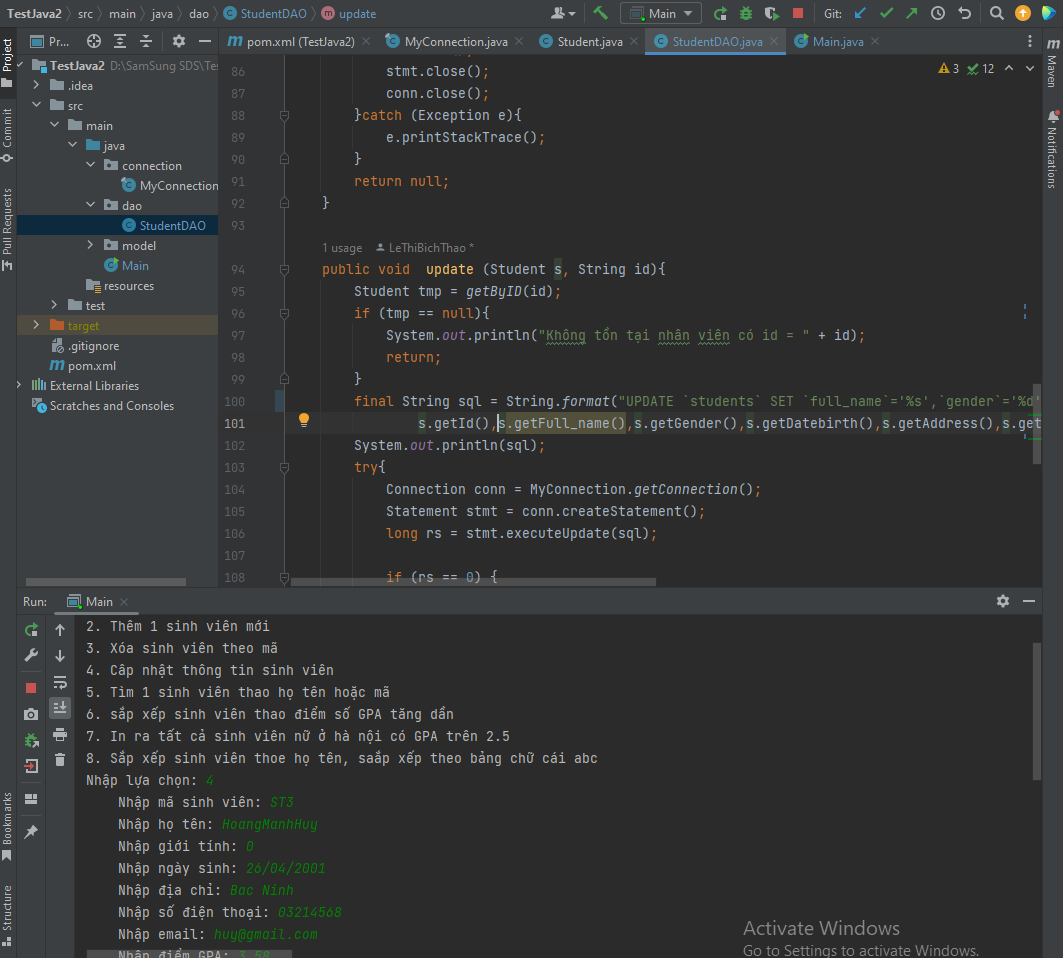 TestJava2 src main java dao StudentDAO update Main Git:
Project
Pr...
pom.xml (TestJava2) MyConnection.java Student.java StudentDAO.java Main.java
TestJava2 D:\SamSung SDS\Tes
.idea
src
main
java
connection
MyConnection
dao
StudentDAO
model
Main
resources
test
target
.gitignore
pom.xml
External Libraries
Scratches and Consoles
Commit
Pull Requests
Bookmarks
Structure
Maven
Notifications
3 12
86 stmt.close();
87 conn.close();
88 }catch (Exception e){
89 e.printStackTrace();
90 }
91 return null;
92 }
93
1 usage LeThiBichThao *
94 public void update (Student s, String id){
95 Student tmp = getByID(id);
96 if (tmp == null){
97 System.out.println("Không tồn tại nhân viên có id = " + id);
98 return;
99 }
100 final String sql = String.format("UPDATE `students` SET `full_name`='%s',`gender`='%d'
101 s.getId(),s.getFull_name(),s.getGender(),s.getDatebirth(),s.getAddress(),s.get
102 System.out.println(sql);
103 try{
104 Connection conn = MyConnection.getConnection();
105 Statement stmt = conn.createStatement();
106 long rs = stmt.executeUpdate(sql);
107
108 if (rs == 0) {
Run: Main
2. Thêm 1 sinh viên mới
3. Xóa sinh viên theo mã
4. Câp nhật thông tin sinh viên
5. Tìm 1 sinh viên thao họ tên hoặc mã
6. sắp xếp sinh viên thao điểm số GPA tăng dần
7. In ra tất cả sinh viên nữ ở hà nội có GPA trên 2.5
8. Sắp xếp sinh viên thoe họ tên, saắp xếp theo bảng chữ cái abc
Nhập lựa chọn: 4
Nhập mã sinh viên: ST3
Nhập họ tên: HoangManhHuy
Nhập giới tính: 0
Nhập ngày sinh: 26/04/2001
Nhập địa chỉ: Bac Ninh
Nhập số điện thoại: 03214568
Nhập email: huy@gmail.com
Nhập điểm GPA: 3.58
Activate Windows
Go to Settings to activate Windows.